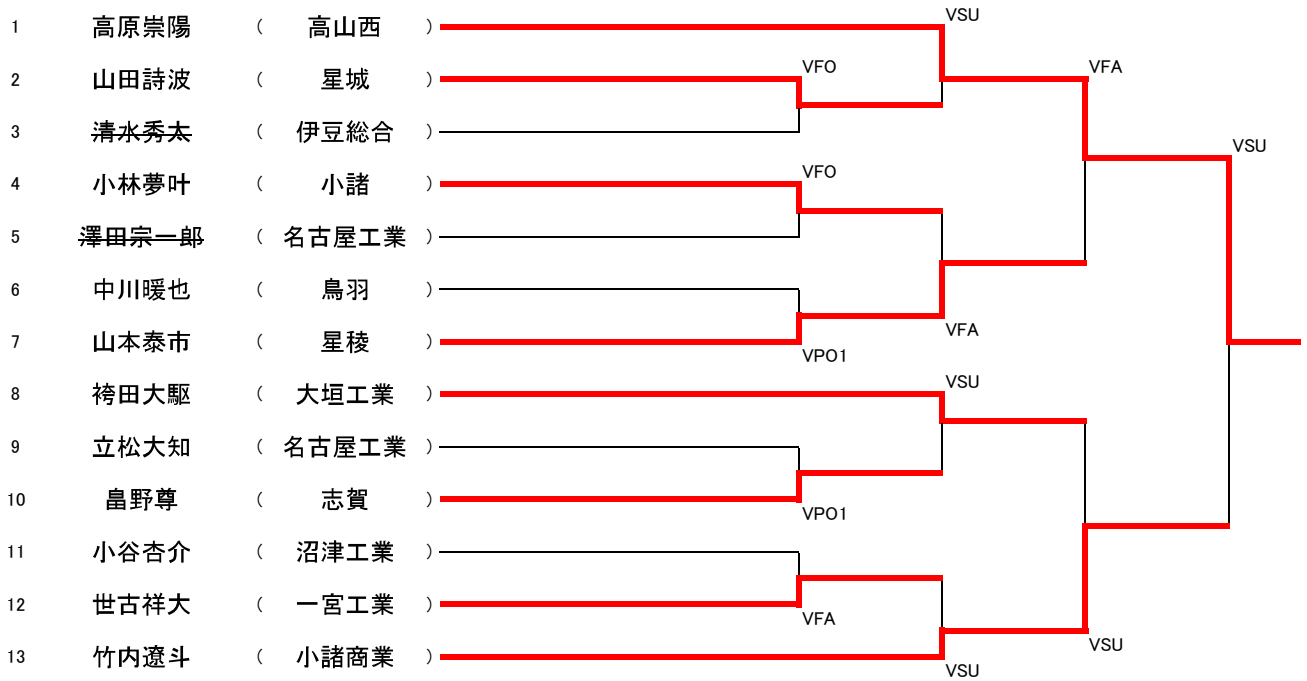 1 高原崇陽 ( 高山西 ) VSU
2 山田詩波 ( 星城 ) VFO VFA
3 清水秀太 ( 伊豆総合 ) VSU
4 小林夢叶 ( 小諸 ) VFO
5 澤田宗一郎 ( 名古屋工業 )
6 中川暖也 ( 鳥羽 )
7 山本泰市 ( 星稜 ) VPO1 VFA
8 袴田大駆 ( 大垣工業 ) VSU
9 立松大知 ( 名古屋工業 )
10 畠野尊 ( 志賀 ) VPO1
11 小谷杏介 ( 沼津工業 )
12 世古祥大 ( 一宮工業 ) VFA
13 竹内遼斗 ( 小諸商業 ) VSU VSU